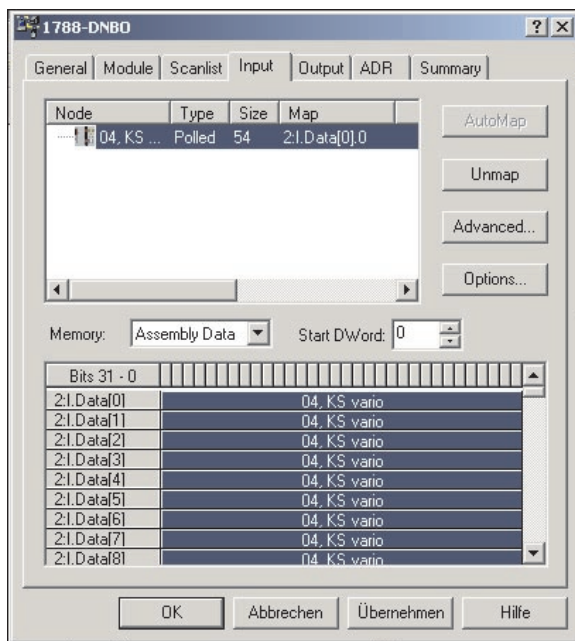 1788-DNBO
General Module Scanlist Input Output ADR Summary
Node Type Size Map
04, KS ... Polled 54 2:I.Data[0].0
AutoMap
Unmap
Advanced...
Options...
Memory: Assembly Data Start DWord: 0
Bits 31 - 0
2:I.Data[0] 04, KS vario
2:I.Data[1] 04, KS vario
2:I.Data[2] 04, KS vario
2:I.Data[3] 04, KS vario
2:I.Data[4] 04, KS vario
2:I.Data[5] 04, KS vario
2:I.Data[6] 04, KS vario
2:I.Data[7] 04, KS vario
2:I.Data[8] 04, KS vario
OK Abbrechen Übernehmen Hilfe